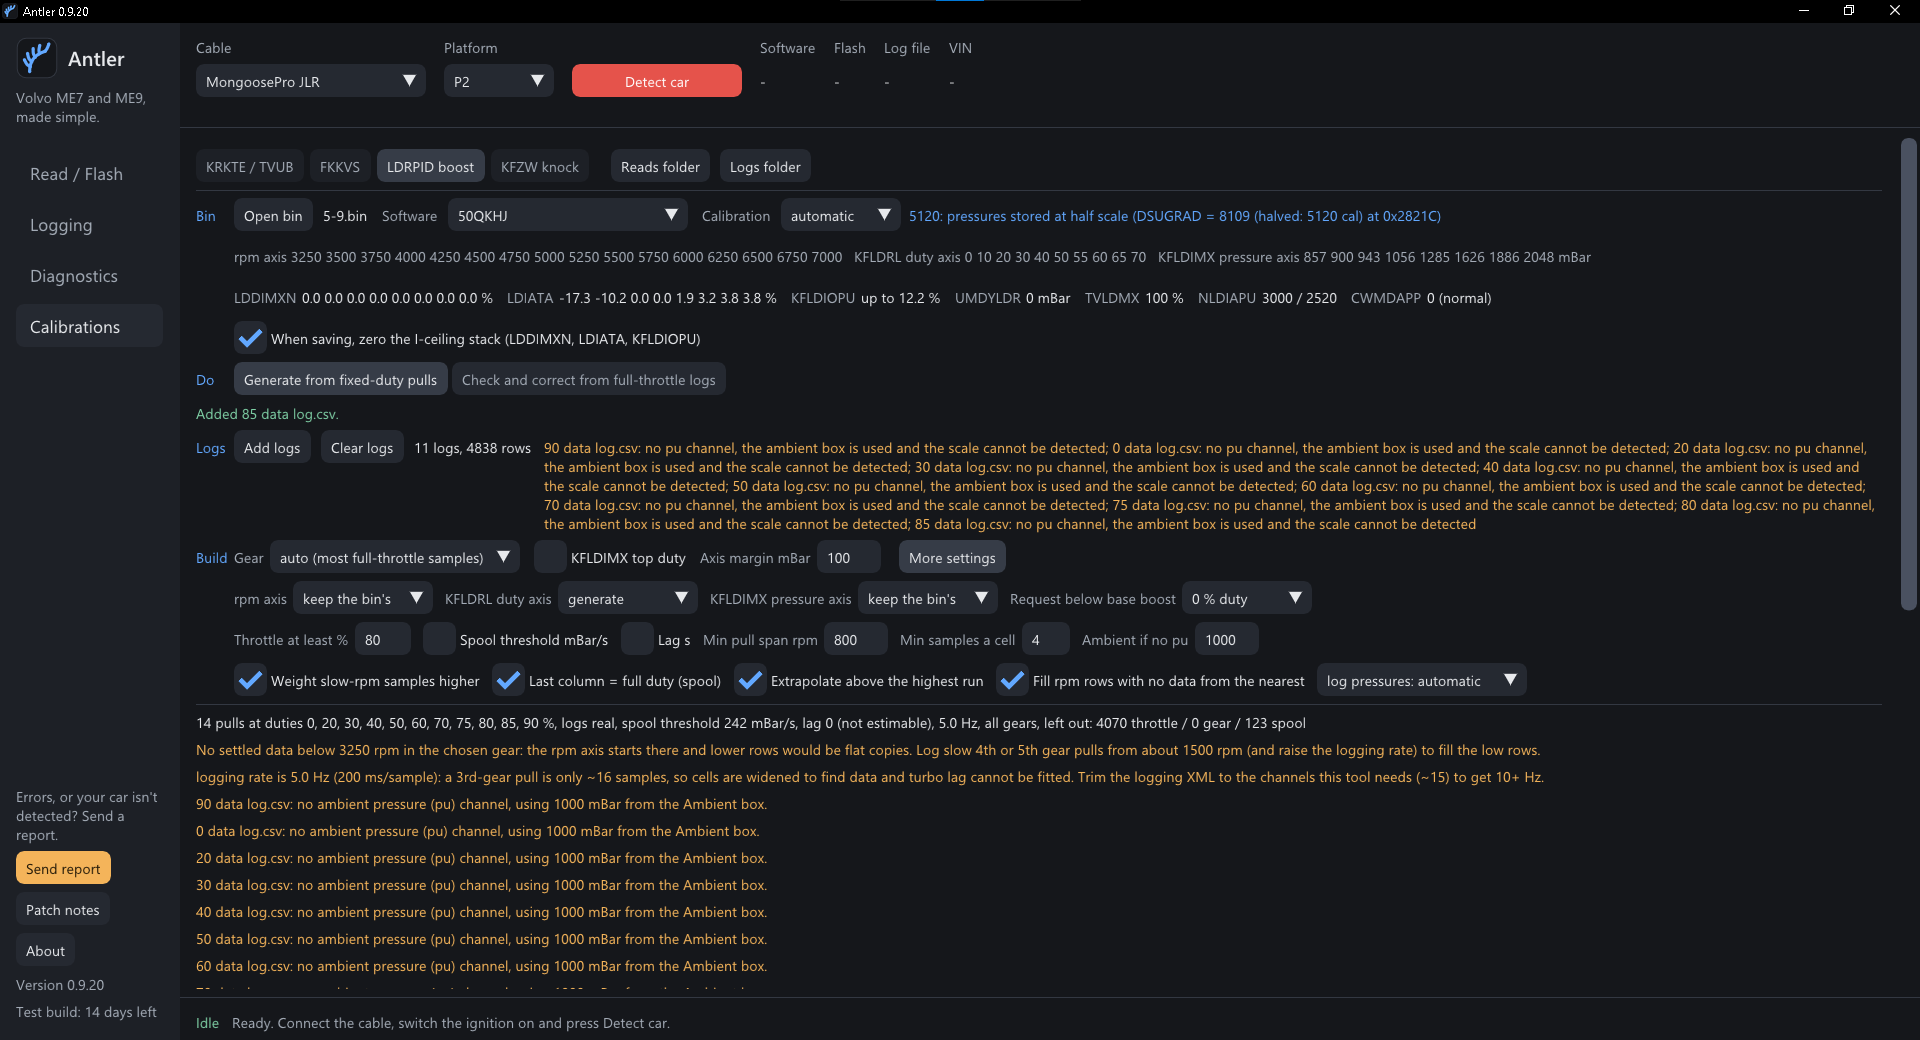 Antler 0.9.20
Antler
Volvo ME7 and ME9,
made simple.
Read / Flash
Logging
Diagnostics
Calibrations
Errors, or your car isn't
detected? Send a
report.
Send report
Patch notes
About
Version 0.9.20
Test build: 14 days left
Cable Platform Software Flash Log file VIN
MongoosePro JLR P2 Detect car - - - -
KRKTE / TVUB FKKVS LDRPID boost KFZW knock Reads folder Logs folder
Bin Open bin 5-9.bin Software 50QKHJ Calibration automatic 5120: pressures stored at half scale (DSUGRAD = 8109 (halved: 5120 cal) at 0x2821C)
rpm axis 3250 3500 3750 4000 4250 4500 4750 5000 5250 5500 5750 6000 6250 6500 6750 7000 KFLDRL duty axis 0 10 20 30 40 50 55 60 65 70 KFLDIMX pressure axis 857 900 943 1056 1285 1626 1886 2048 mBar
LDDIMXN 0.0 0.0 0.0 0.0 0.0 0.0 0.0 0.0 % LDIATA -17.3 -10.2 0.0 0.0 1.9 3.2 3.8 3.8 % KFLDIOPU up to 12.2 % UMDYLDR 0 mBar TVLDMX 100 % NLDIAPU 3000 / 2520 CWMDAPP 0 (normal)
When saving, zero the I-ceiling stack (LDDIMXN, LDIATA, KFLDIOPU)
Do Generate from fixed-duty pulls Check and correct from full-throttle logs
Added 85 data log.csv.
Logs Add logs Clear logs 11 logs, 4838 rows 90 data log.csv: no pu channel, the ambient box is used and the scale cannot be detected; 0 data log.csv: no pu channel, the ambient box is used and the scale cannot be detected; 20 data log.csv: no pu channel,
the ambient box is used and the scale cannot be detected; 30 data log.csv: no pu channel, the ambient box is used and the scale cannot be detected; 40 data log.csv: no pu channel, the ambient box is used and
the scale cannot be detected; 50 data log.csv: no pu channel, the ambient box is used and the scale cannot be detected; 60 data log.csv: no pu channel, the ambient box is used and the scale cannot be detected;
70 data log.csv: no pu channel, the ambient box is used and the scale cannot be detected; 75 data log.csv: no pu channel, the ambient box is used and the scale cannot be detected; 80 data log.csv: no pu channel,
the ambient box is used and the scale cannot be detected; 85 data log.csv: no pu channel, the ambient box is used and the scale cannot be detected
Build Gear auto (most full-throttle samples) KFLDIMX top duty Axis margin mBar 100 More settings
rpm axis keep the bin's KFLDRL duty axis generate KFLDIMX pressure axis keep the bin's Request below base boost 0 % duty
Throttle at least % 80 Spool threshold mBar/s Lag s Min pull span rpm 800 Min samples a cell 4 Ambient if no pu 1000
Weight slow-rpm samples higher Last column = full duty (spool) Extrapolate above the highest run Fill rpm rows with no data from the nearest log pressures: automatic
14 pulls at duties 0, 20, 30, 40, 50, 60, 70, 75, 80, 85, 90 %, logs real, spool threshold 242 mBar/s, lag 0 (not estimable), 5.0 Hz, all gears, left out: 4070 throttle / 0 gear / 123 spool
No settled data below 3250 rpm in the chosen gear: the rpm axis starts there and lower rows would be flat copies. Log slow 4th or 5th gear pulls from about 1500 rpm (and raise the logging rate) to fill the low rows.
logging rate is 5.0 Hz (200 ms/sample): a 3rd-gear pull is only ~16 samples, so cells are widened to find data and turbo lag cannot be fitted. Trim the logging XML to the channels this tool needs (~15) to get 10+ Hz.
90 data log.csv: no ambient pressure (pu) channel, using 1000 mBar from the Ambient box.
0 data log.csv: no ambient pressure (pu) channel, using 1000 mBar from the Ambient box.
20 data log.csv: no ambient pressure (pu) channel, using 1000 mBar from the Ambient box.
30 data log.csv: no ambient pressure (pu) channel, using 1000 mBar from the Ambient box.
40 data log.csv: no ambient pressure (pu) channel, using 1000 mBar from the Ambient box.
50 data log.csv: no ambient pressure (pu) channel, using 1000 mBar from the Ambient box.
60 data log.csv: no ambient pressure (pu) channel, using 1000 mBar from the Ambient box.
Idle Ready. Connect the cable, switch the ignition on and press Detect car.